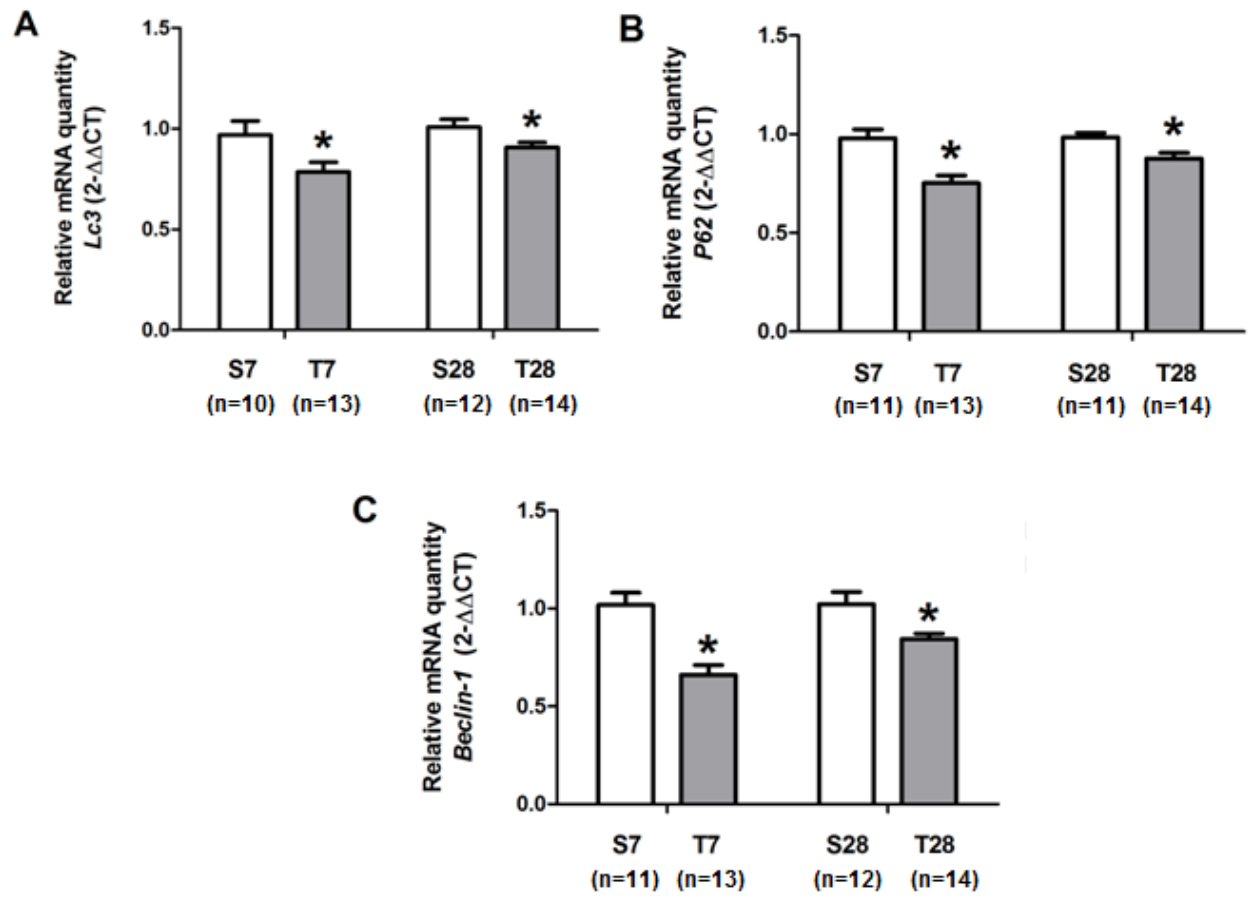 A
Relative mRNA quantity
Lc3 (2-ΔΔCT)
1.5
1.0
0.5
0.0
* *
S7 T7 S28 T28
(n=10) (n=13) (n=12) (n=14)
B
Relative mRNA quantity
P62 (2-ΔΔCT)
1.5
1.0
0.5
0.0
* *
S7 T7 S28 T28
(n=11) (n=13) (n=11) (n=14)
C
Relative mRNA quantity
Beclin-1 (2-ΔΔCT)
1.5
1.0
0.5
0.0
* *
S7 T7 S28 T28
(n=11) (n=13) (n=12) (n=14)